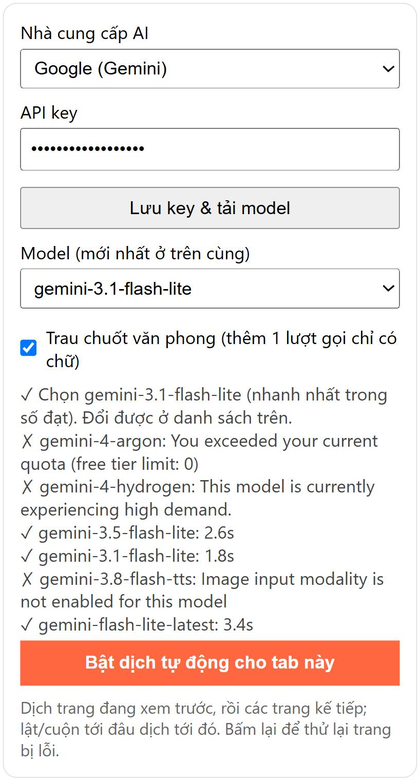 Nhà cung cấp AI
Google (Gemini)
API key
••••••••••••••••••
Lưu key & tải model
Model (mới nhất ở trên cùng)
gemini-3.1-flash-lite
Trau chuốt văn phong (thêm 1 lượt gọi chỉ có
chữ)
✓ Chọn gemini-3.1-flash-lite (nhanh nhất trong
số đạt). Đổi được ở danh sách trên.
✗ gemini-4-argon: You exceeded your current
quota (free tier limit: 0)
✗ gemini-4-hydrogen: This model is currently
experiencing high demand.
✓ gemini-3.5-flash-lite: 2.6s
✓ gemini-3.1-flash-lite: 1.8s
✗ gemini-3.8-flash-tts: Image input modality is
not enabled for this model
✓ gemini-flash-lite-latest: 3.4s
Bật dịch tự động cho tab này
Dịch trang đang xem trước, rồi các trang kế tiếp;
lật/cuộn tới đâu dịch tới đó. Bấm lại để thử lại trang
bị lỗi.